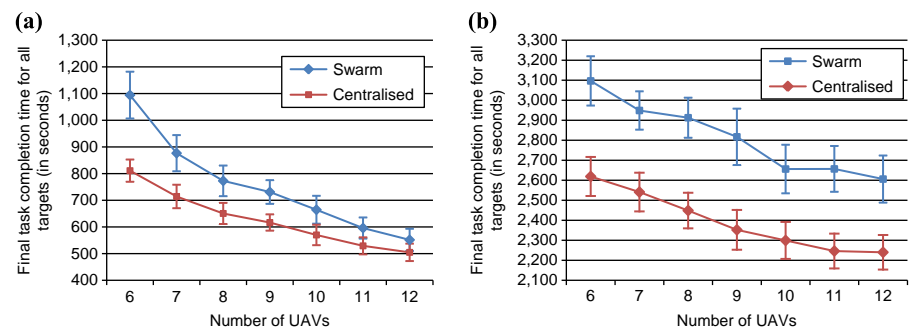 (a)
1,300
1,200
1,100
1,000
900
800
700
600
500
400
Final task completion time for all
targets (in seconds)
Swarm
Centralised
6 7 8 9 10 11 12
Number of UAVs
(b)
3,300
3,200
3,100
3,000
2,900
2,800
2,700
2,600
2,500
2,400
2,300
2,200
2,100
Final task completion time for all
targets (in seconds)
Swarm
Centralised
6 7 8 9 10 11 12
Number of UAVs